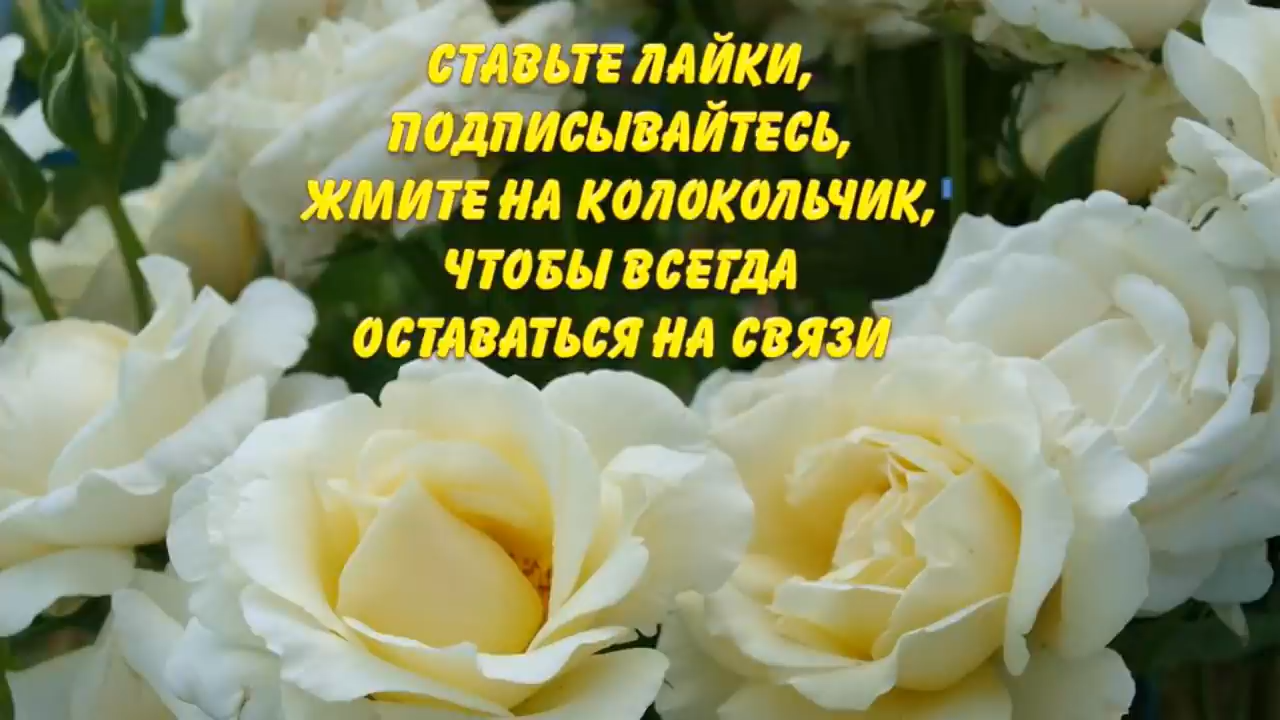 СТАВЬТЕ ЛАЙКИ,
ПОДПИСЫВАЙТЕСЬ,
ЖМИТЕ НА КОЛОКОЛЬЧИК,
ЧТОБЫ ВСЕГДА
ОСТАВАТЬСЯ НА СВЯЗИ